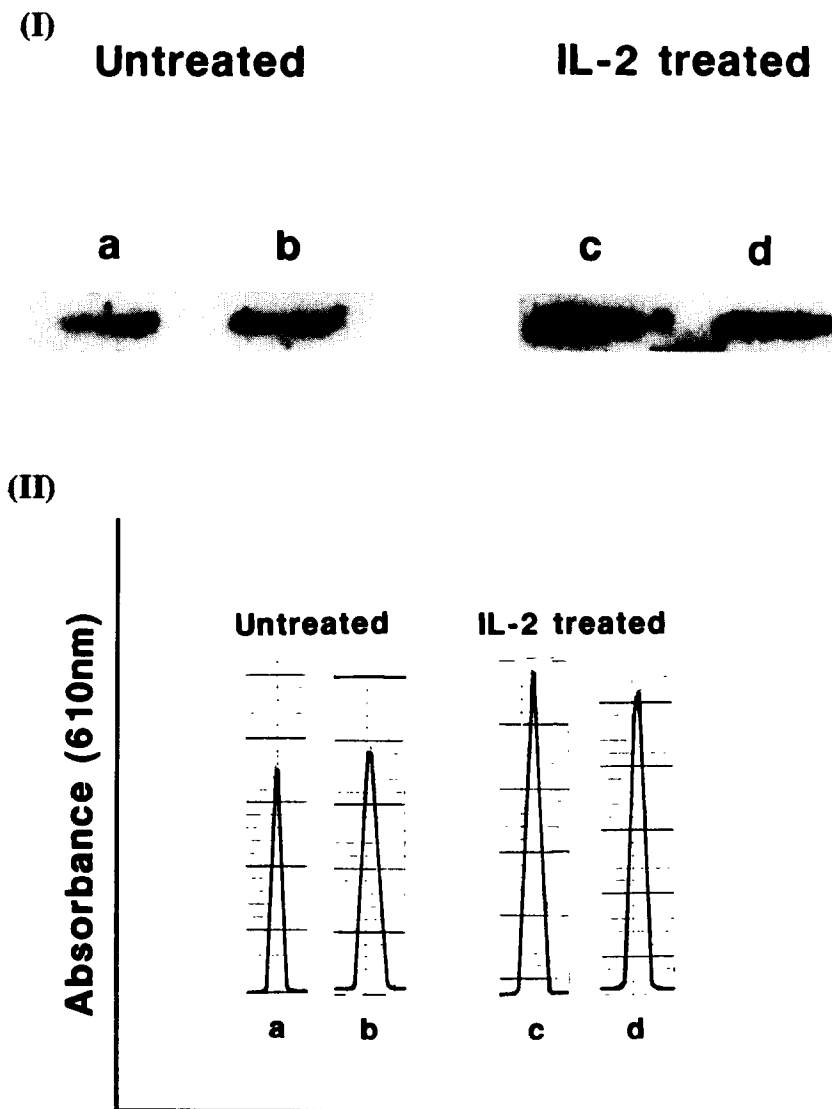 (I)
Untreated IL-2 treated
a b c d
(II)
Absorbance (610nm)
Untreated IL-2 treated
a b c d